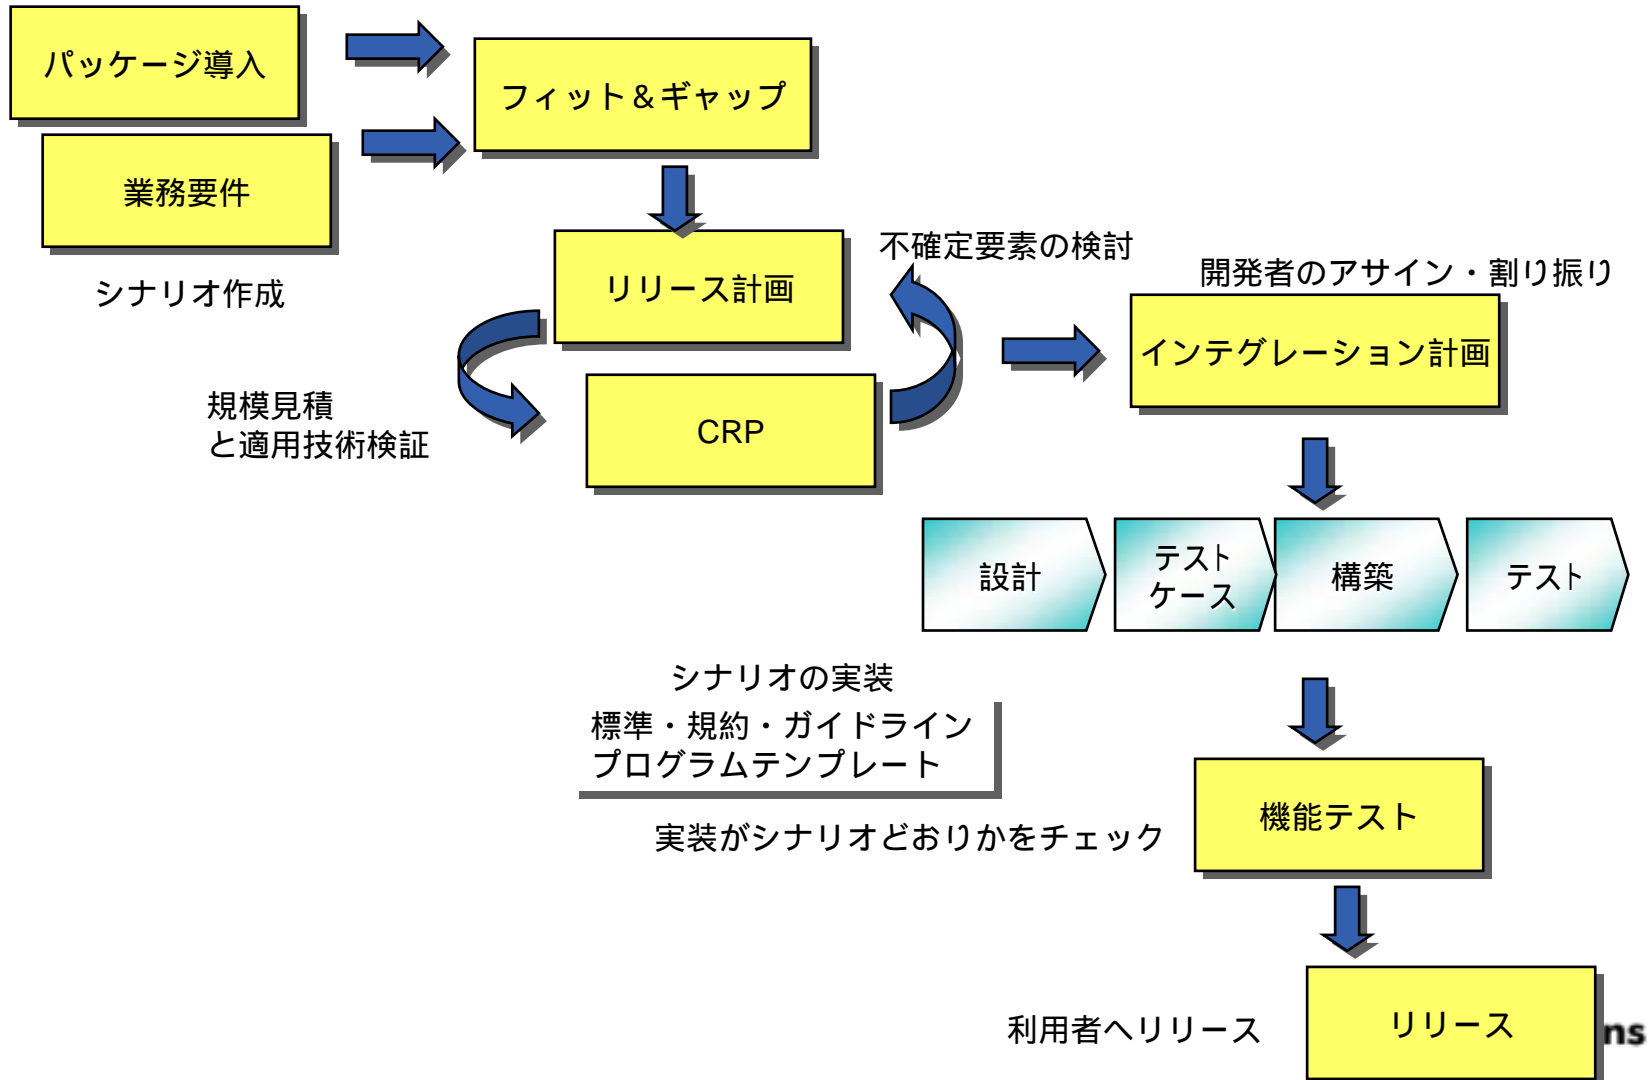 パッケージ導入
フィット＆ギャップ
業務要件
シナリオ作成
リリース計画
不確定要素の検討
開発者のアサイン・割り振り
インテグレーション計画
規模見積
と適用技術検証
CRP
設計
テスト
ケース
構築
テスト
シナリオの実装
標準・規約・ガイドライン
プログラムテンプレート
機能テスト
実装がシナリオどおりかをチェック
利用者へリリース
リリース
ns